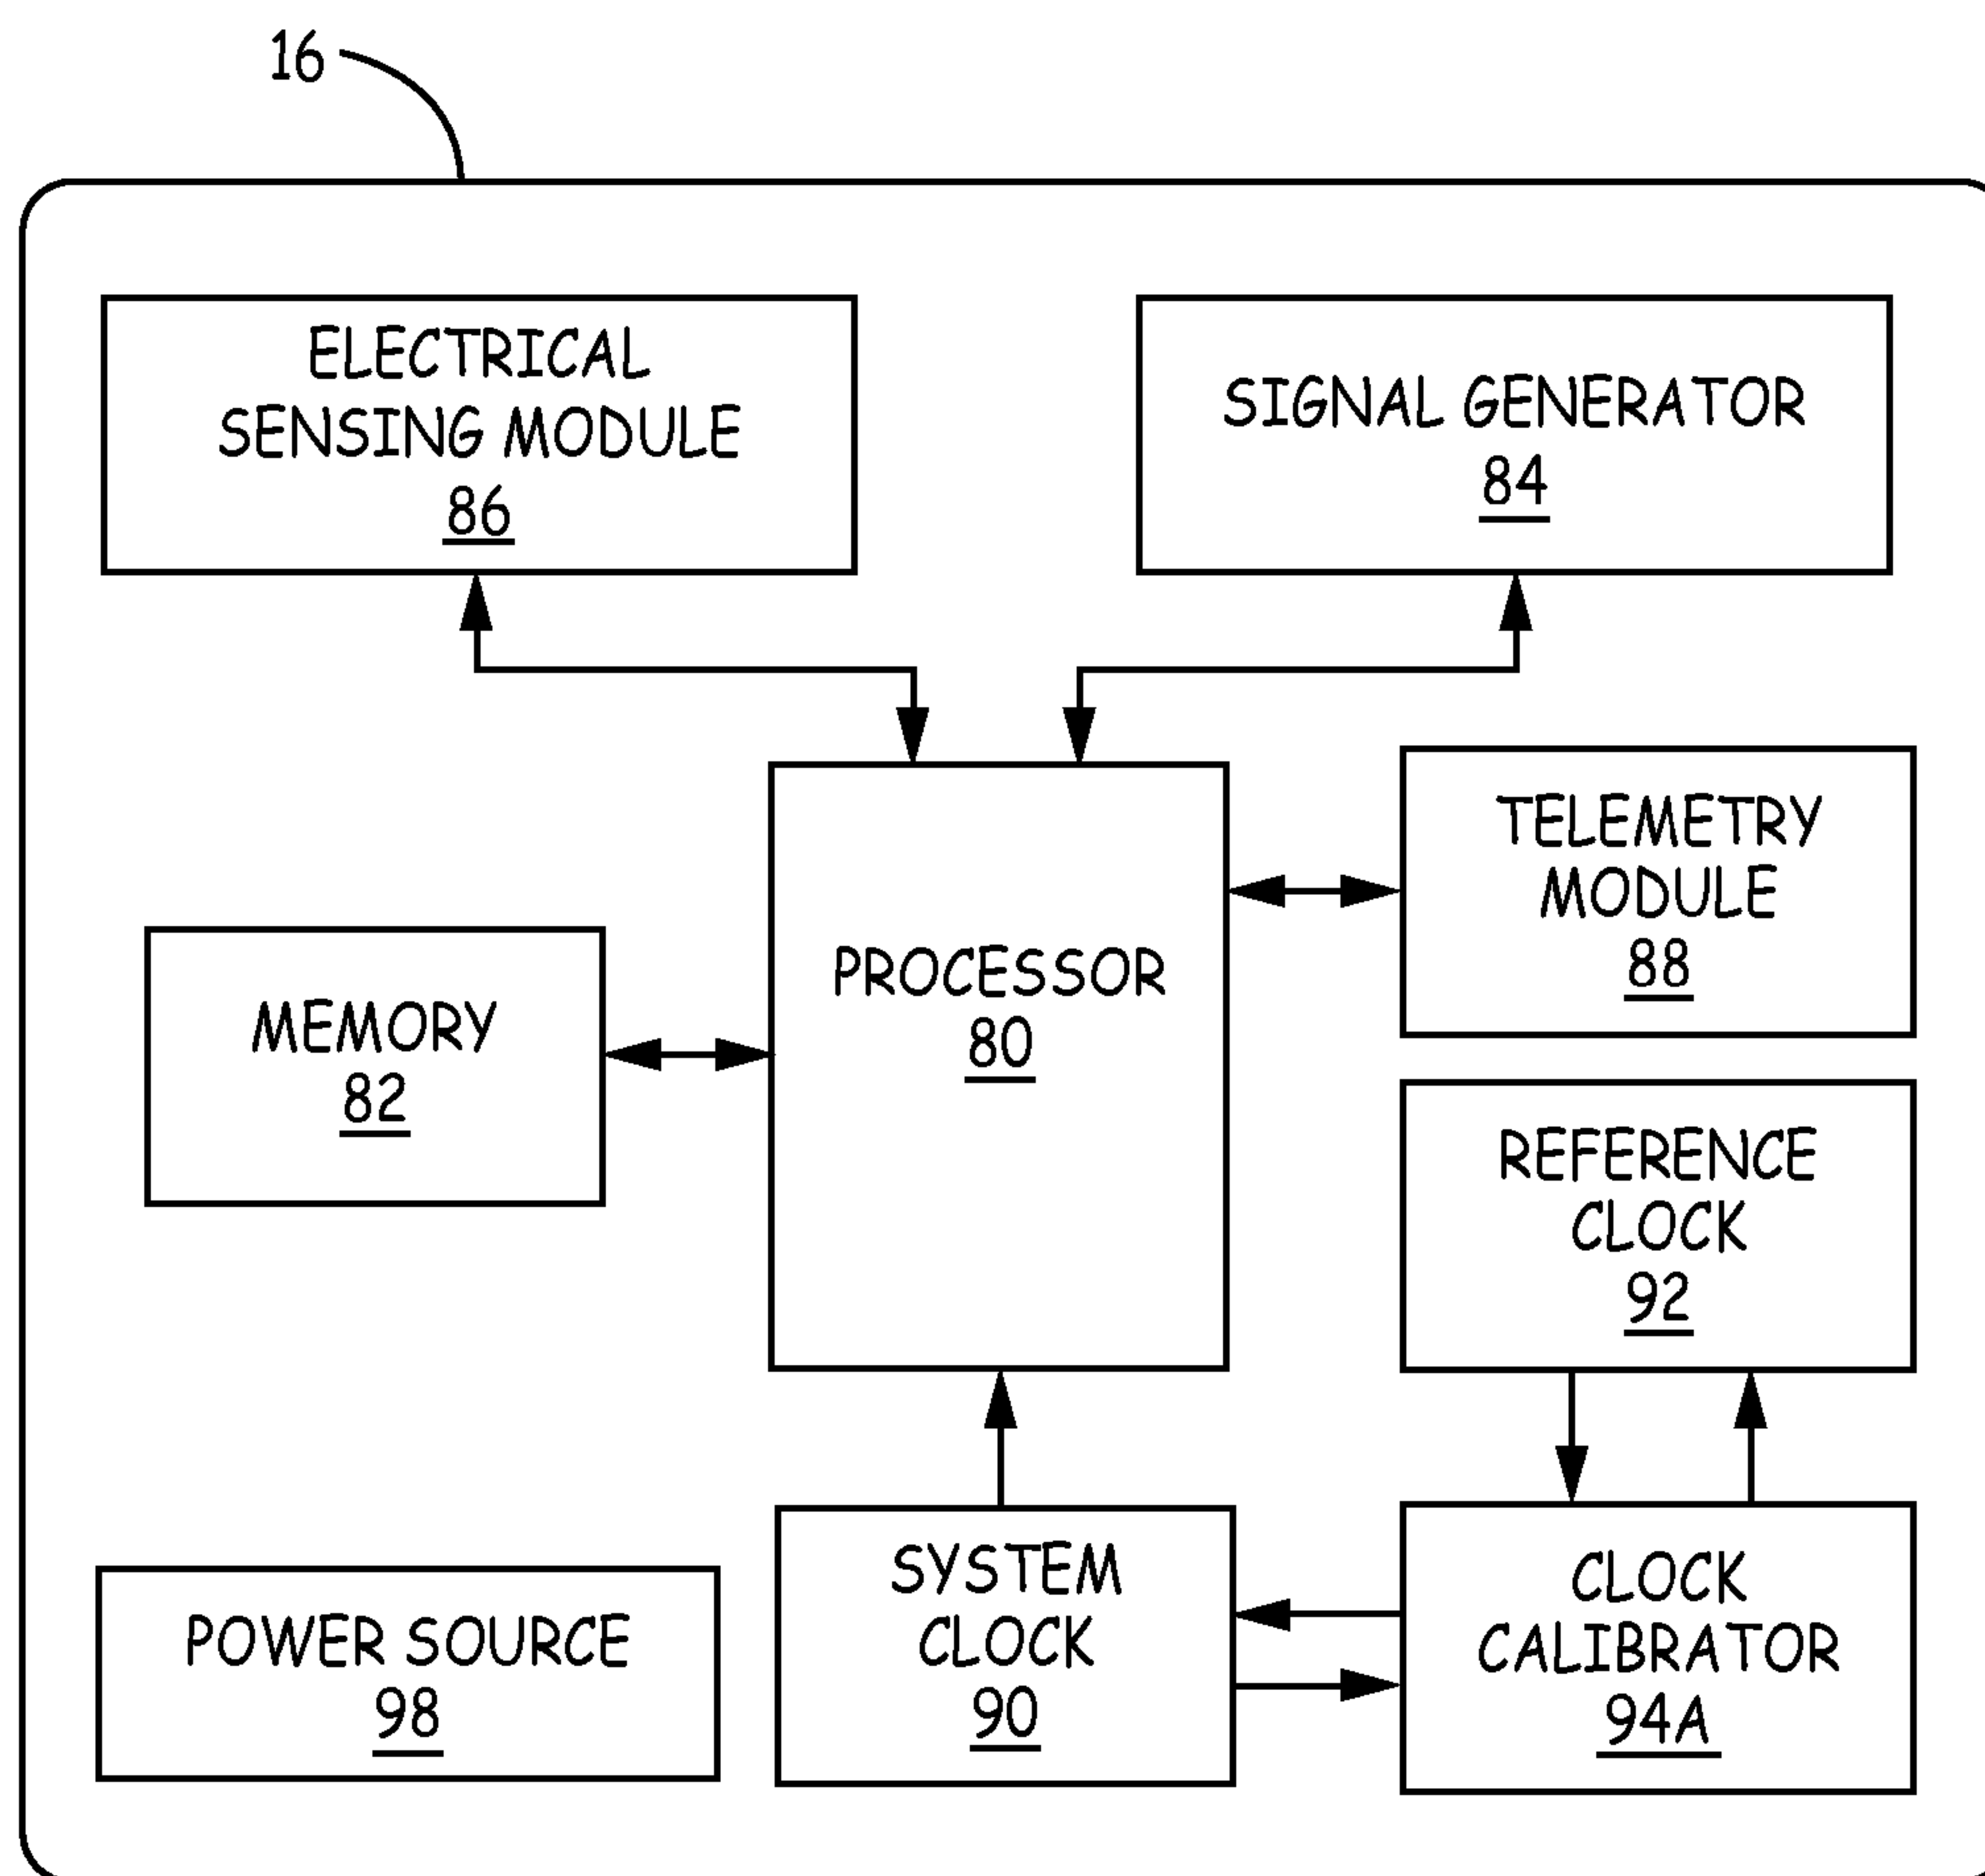 16
ELECTRICAL
SENSING MODULE
86
SIGNAL GENERATOR
84
TELEMETRY
MODULE
88
PROCESSOR
80
MEMORY
82
REFERENCE
CLOCK
92
SYSTEM
CLOCK
90
CLOCK
CALIBRATOR
94A
POWER SOURCE
98